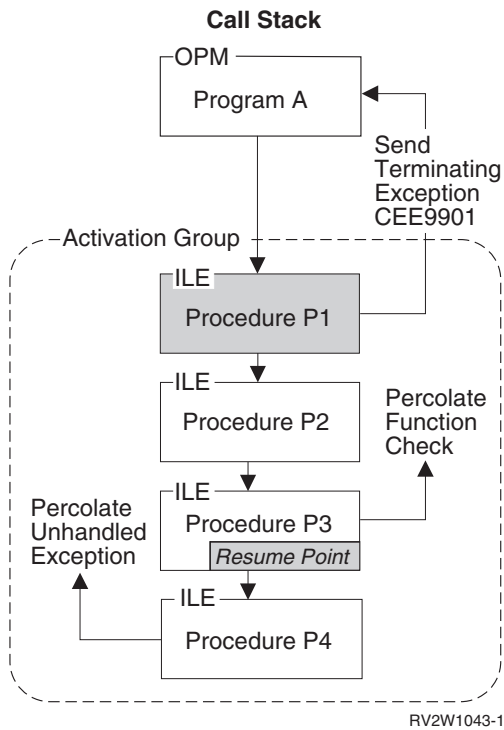 Call Stack
OPM
Program A
Send
Terminating
Exception
CEE9901
Activation Group
ILE
Procedure P1
ILE
Procedure P2
Percolate
Function
Check
ILE
Procedure P3
Resume Point
Percolate
Unhandled
Exception
ILE
Procedure P4
RV2W1043-1